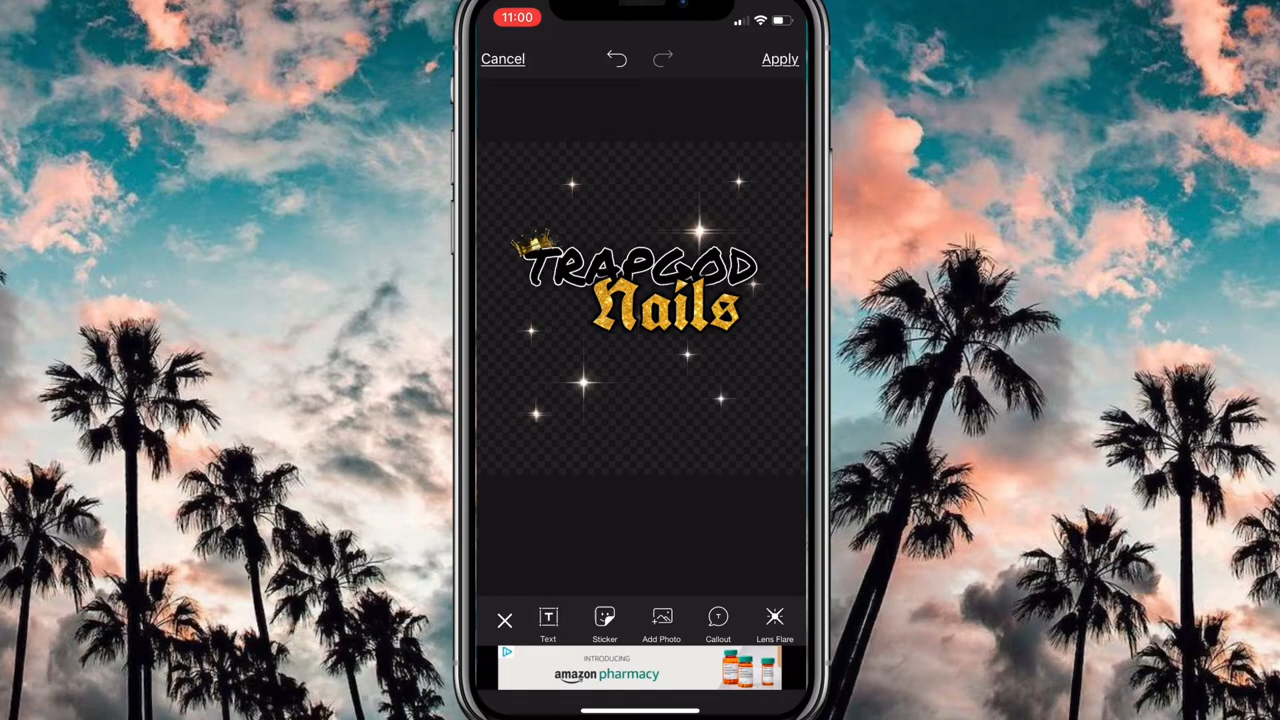 11:00
Cancel
Apply
TRAPGOD
Nails
T
T
Text
Sticker
Add Photo
Callout
Lens Flare
INTRODUCING
amazon pharmacy